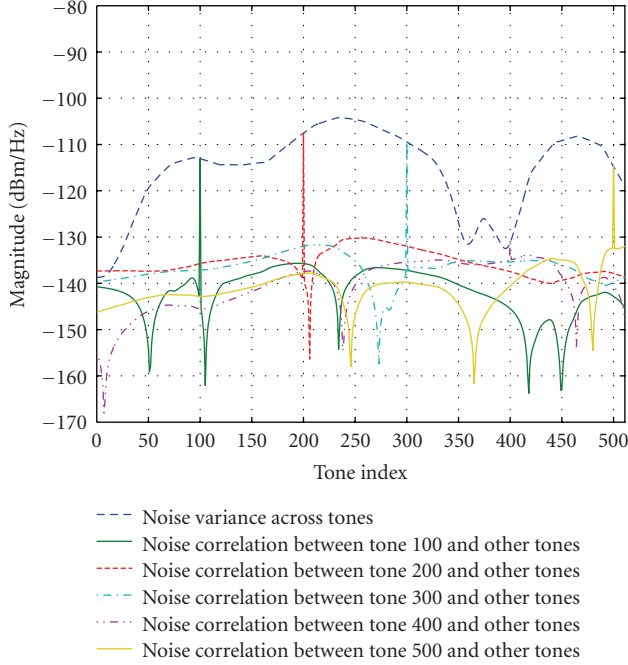 −80
−90
−100
−110
−120
−130
−140
−150
−160
−170
Magnitude (dBm/Hz)
0 50 100 150 200 250 300 350 400 450 500
Tone index
Noise variance across tones
Noise correlation between tone 100 and other tones
Noise correlation between tone 200 and other tones
Noise correlation between tone 300 and other tones
Noise correlation between tone 400 and other tones
Noise correlation between tone 500 and other tones